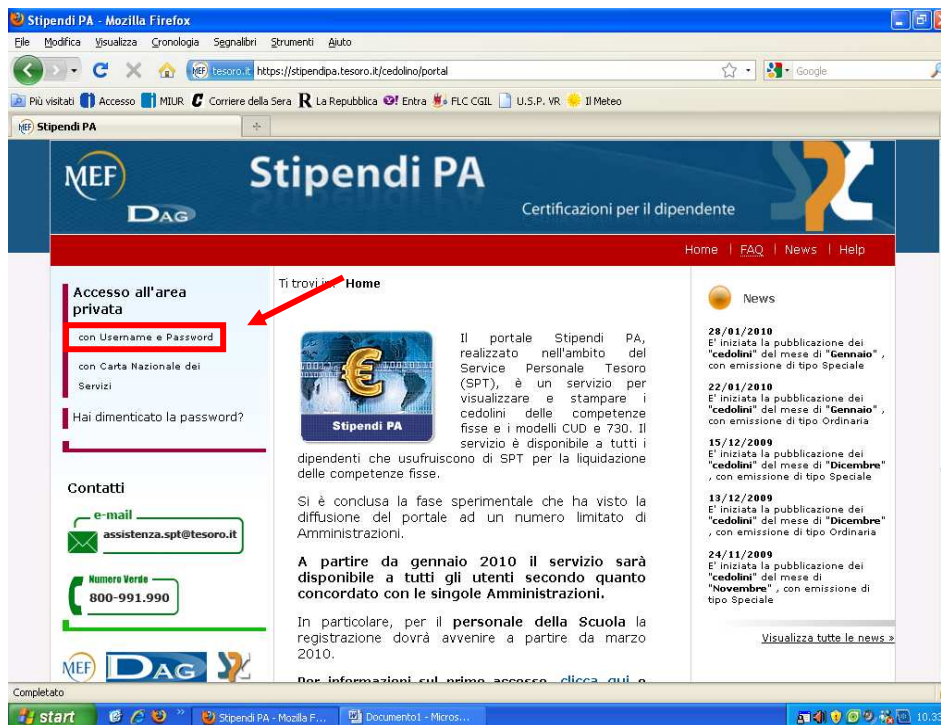 Stipendi PA - Mozilla Firefox
File Modifica Visualizza Cronologia Segnalibri Strumenti Aiuto
MEF tesoro.it https://stipendipa.tesoro.it/cedolino/portal
Google
Più visitati Accesso MIUR Corriere della Sera La Repubblica Entra FLC CGIL U.S.P. VR Il Meteo
MEF Stipendi PA
MEF
DAG
Stipendi PA
Certificazioni per il dipendente
Home | FAQ | News | Help
Accesso all'area
privata
con Username e Password
con Carta Nazionale dei
Servizi
Hai dimenticato la password?
Contatti
e-mail
assistenza.spt@tesoro.it
Numero Verde
800-991.990
MEF DAG
Ti trovi in: Home
Stipendi PA
Il portale Stipendi PA,
realizzato nell'ambito del
Service Personale Tesoro
(SPT), è un servizio per
visualizzare e stampare i
cedolini delle competenze
fisse e i modelli CUD e 730. Il
servizio è disponibile a tutti i
dipendenti che usufruiscono di SPT per la liquidazione
delle competenze fisse.
Si è conclusa la fase sperimentale che ha visto la
diffusione del portale ad un numero limitato di
Amministrazioni.
A partire da gennaio 2010 il servizio sarà
disponibile a tutti gli utenti secondo quanto
concordato con le singole Amministrazioni.
In particolare, per il personale della Scuola la
registrazione dovrà avvenire a partire da marzo
2010.
Per informazioni sul primo accesso clicca qui
News
28/01/2010
E' iniziata la pubblicazione dei
"cedolini" del mese di "Gennaio" ,
con emissione di tipo Speciale
22/01/2010
E' iniziata la pubblicazione dei
"cedolini" del mese di "Gennaio" ,
con emissione di tipo Ordinaria
15/12/2009
E' iniziata la pubblicazione dei
"cedolini" del mese di "Dicembre"
, con emissione di tipo Speciale
13/12/2009
E' iniziata la pubblicazione dei
"cedolini" del mese di "Dicembre"
, con emissione di tipo Ordinaria
24/11/2009
E' iniziata la pubblicazione dei
"cedolini" del mese di
"Novembre" , con emissione di
tipo Speciale
Visualizza tutte le news »
Completato
start Stipendi PA - Mozilla F... Documento1 - Micros...